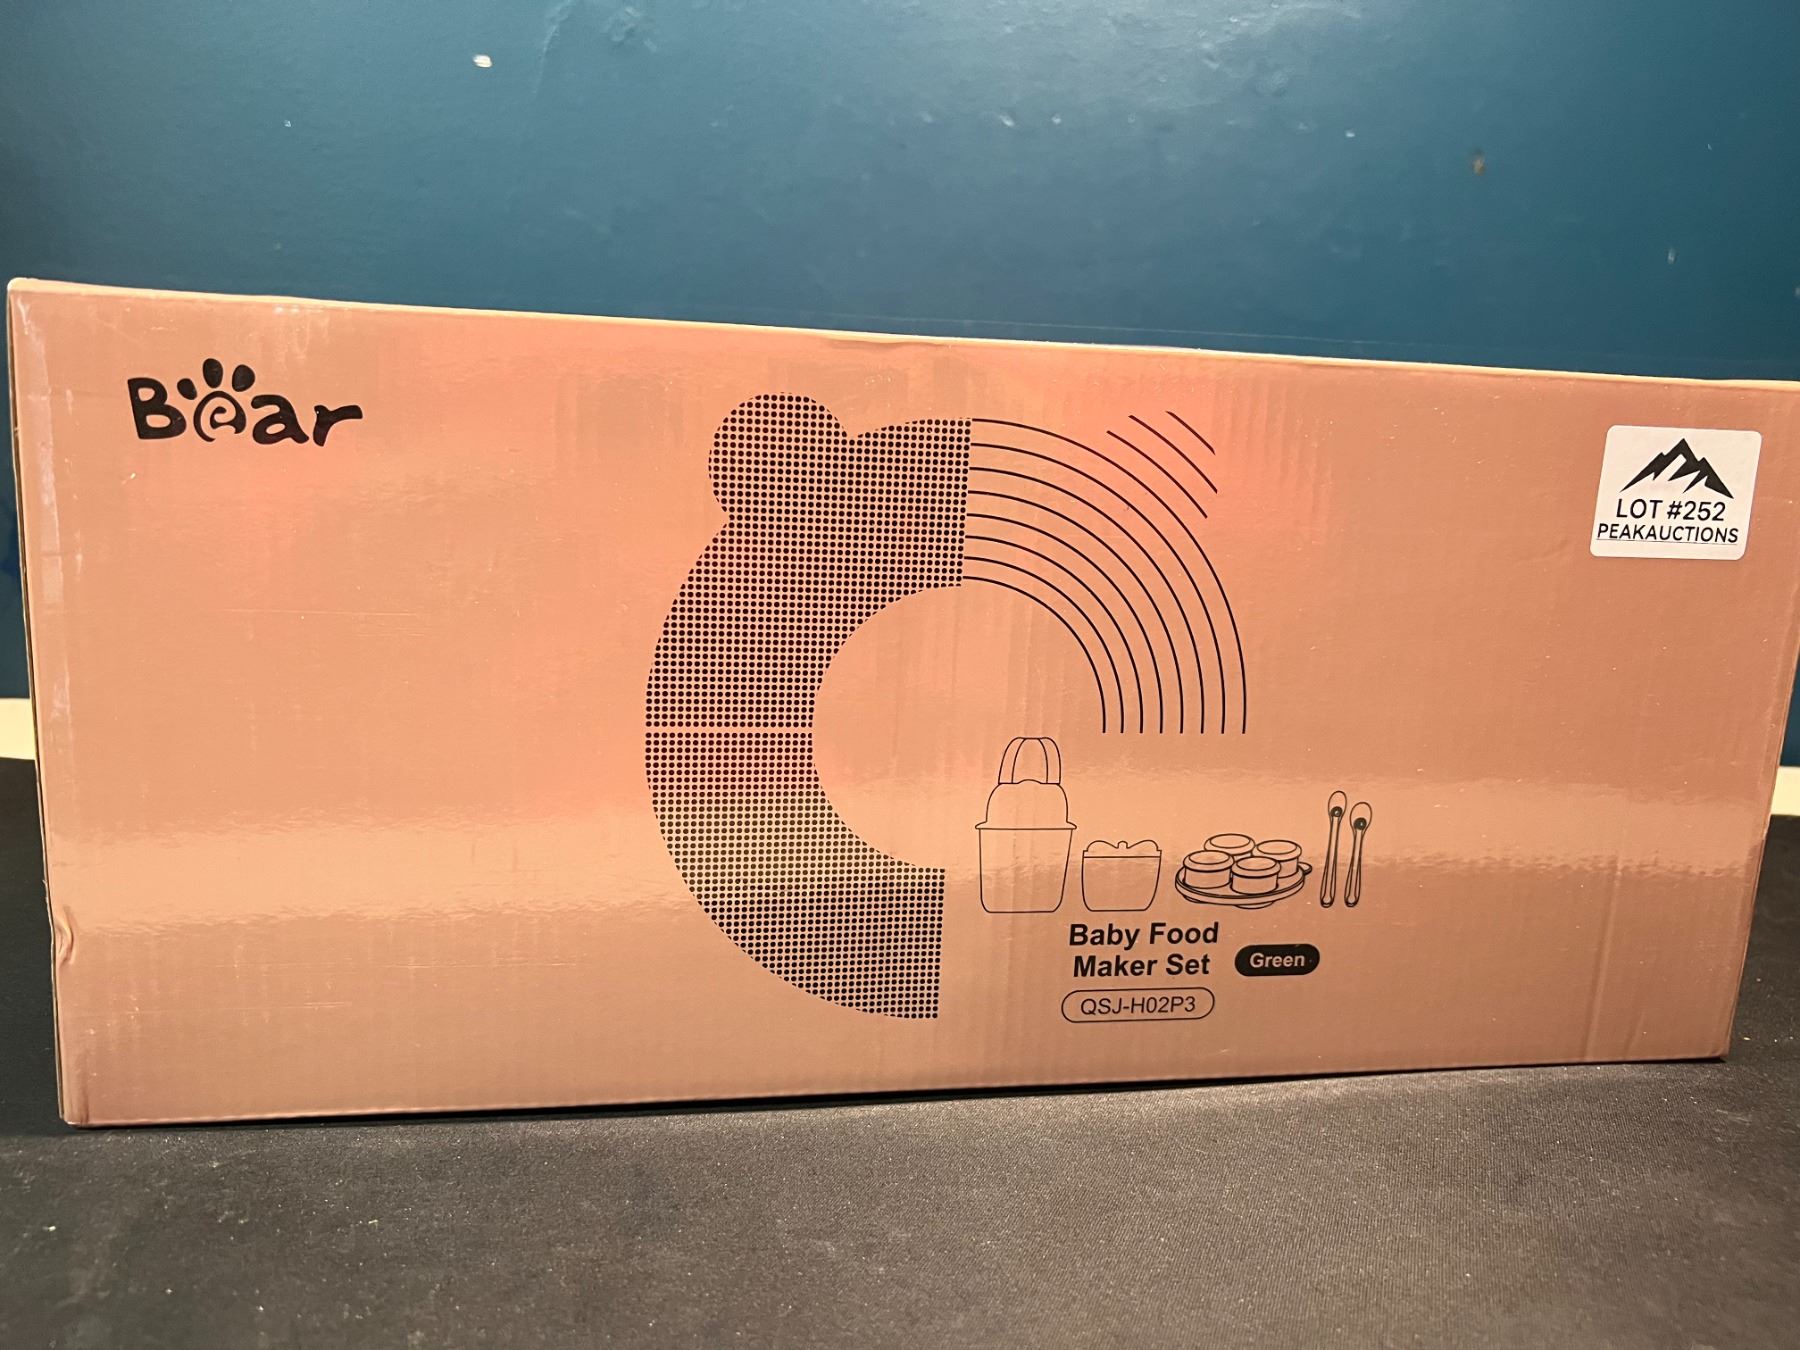 Bear
LOT #252
PEAKAUCTIONS
Baby Food
Maker Set
Green
QSJ-H02P3